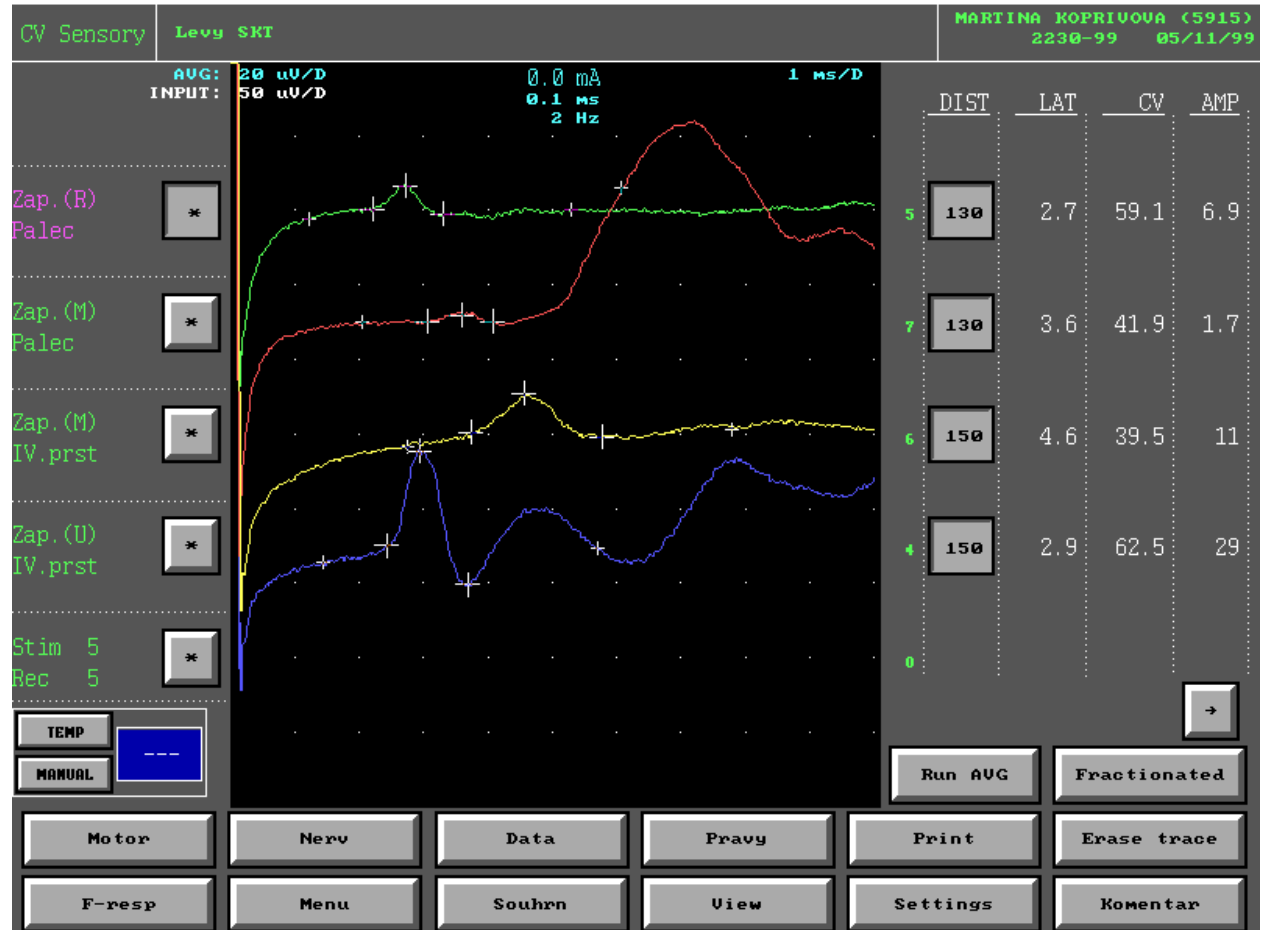 CV Sensory
Levy SKT
MARTINA KOPRIVOVA (5915)
2230-99 05/11/99
AVG: 20 uV/D
INPUT: 50 uV/D
0.0 mA
0.1 ms
2 Hz
1 ms/D
DIST LAT CV AMP
Zap.(R)
Palec
*
5 130 2.7 59.1 6.9
Zap.(M)
Palec
*
7 130 3.6 41.9 1.7
Zap.(M)
IV.prst
*
6 150 4.6 39.5 11
Zap.(U)
IV.prst
*
4 150 2.9 62.5 29
Stim 5
Rec 5
*
0
→
TEMP
MANUAL
---
Run AVG Fractionated
Motor Nerv Data Pravy Print Erase trace
F-resp Menu Souhrn View Settings Komentar